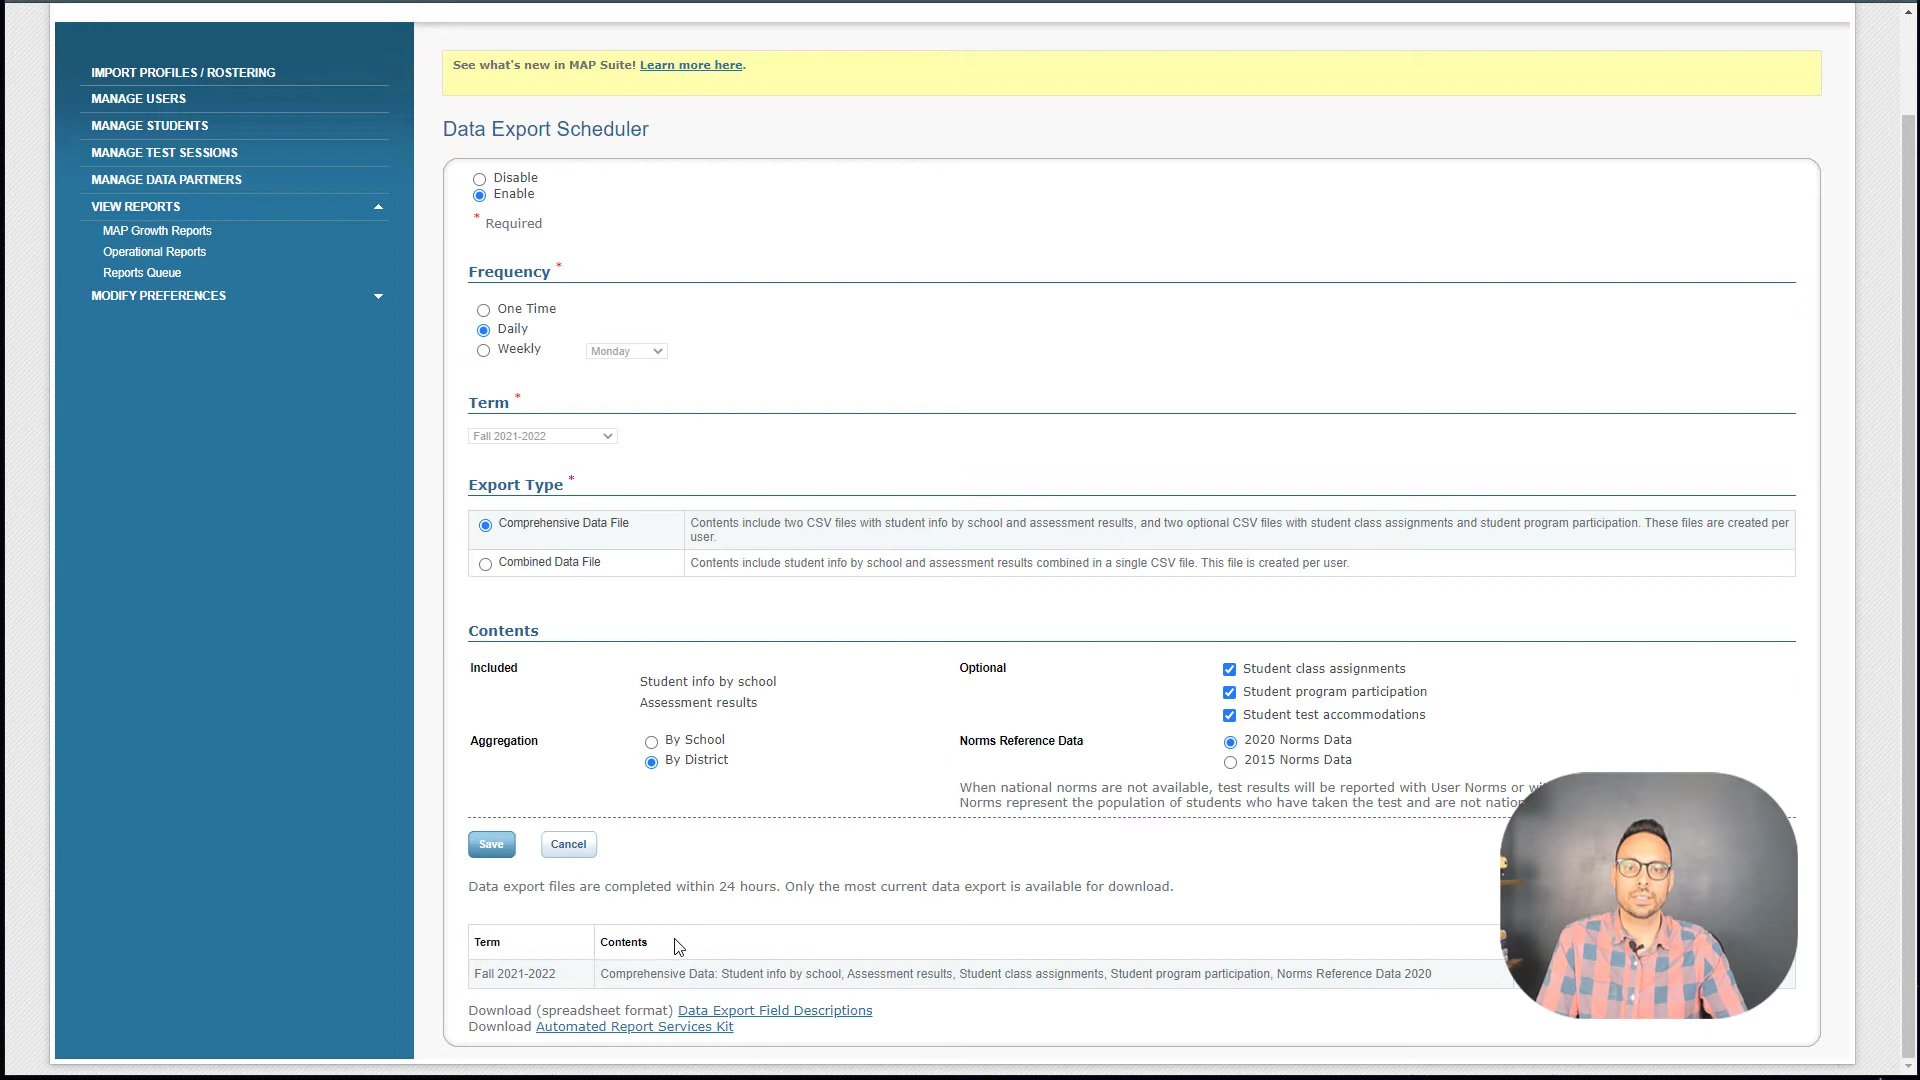 See what's new in MAP Suite! Learn more here.
IMPORT PROFILES / ROSTERING
MANAGE USERS
MANAGE STUDENTS
MANAGE TEST SESSIONS
MANAGE DATA PARTNERS
VIEW REPORTS
MAP Growth Reports
Operational Reports
Reports Queue
MODIFY PREFERENCES
Data Export Scheduler
Disable
Enable
* Required
Frequency *
One Time
Daily
Weekly Monday
Term *
Fall 2021-2022
Export Type *
Comprehensive Data File
Contents include two CSV files with student info by school and assessment results, and two optional CSV files with student class assignments and student program participation. These files are created per
user.
Combined Data File
Contents include student info by school and assessment results combined in a single CSV file. This file is created per user.
Contents
Included
Student info by school
Assessment results
Optional
Student class assignments
Student program participation
Student test accommodations
Aggregation
By School
By District
Norms Reference Data
2020 Norms Data
2015 Norms Data
When national norms are not available, test results will be reported with User Norms or
Norms represent the population of students who have taken the test and are not
Save Cancel
Data export files are completed within 24 hours. Only the most current data export is available for download.
Term Contents
Fall 2021-2022 Comprehensive Data: Student info by school, Assessment results, Student class assignments, Student program participation, Norms Reference Data 2020
Download (spreadsheet format) Data Export Field Descriptions
Download Automated Report Services Kit